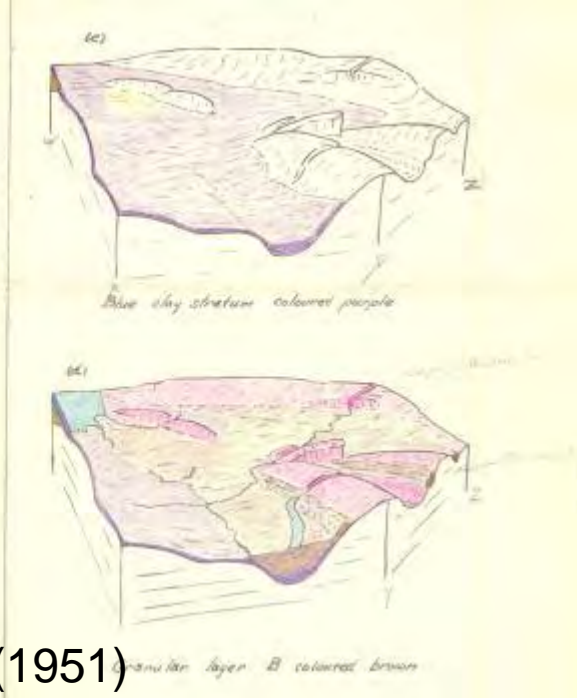 (c)
N
Blue clay stratum coloured purple
(d)
N
(1951) Granular layer B coloured brown